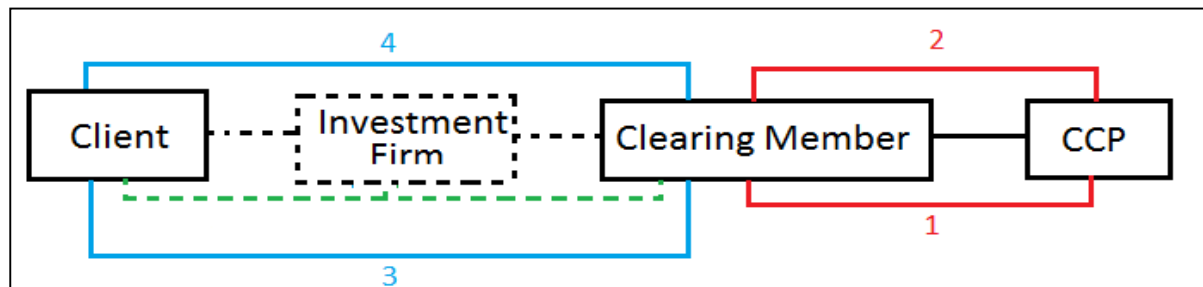 4
2
Client
Investment
Firm
Clearing Member
CCP
1
3